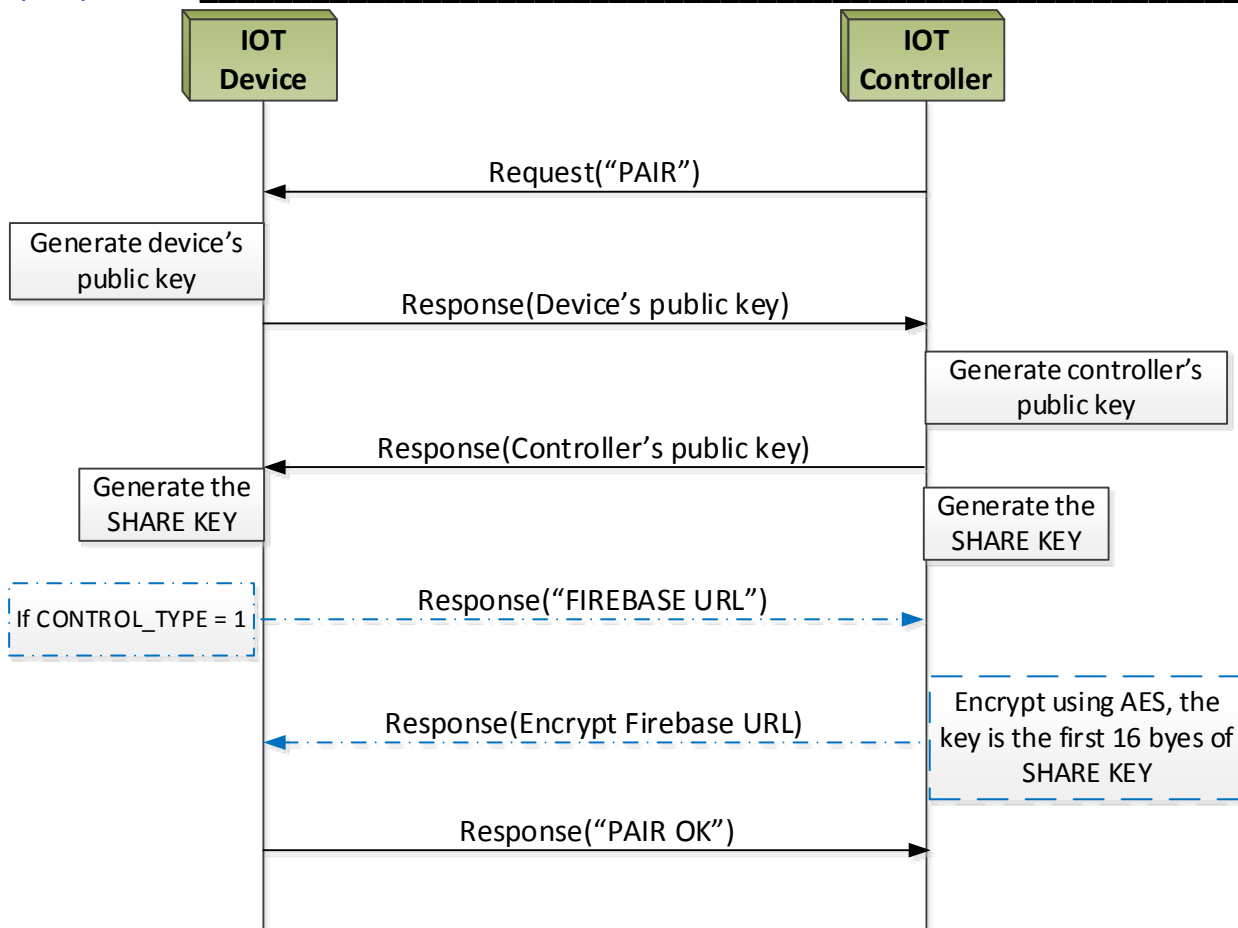 IOT
Device
IOT
Controller
Request(“PAIR”)
Generate device’s
public key
Response(Device’s public key)
Generate controller’s
public key
Response(Controller’s public key)
Generate the
SHARE KEY
Generate the
SHARE KEY
If CONTROL_TYPE = 1
Response(“FIREBASE URL”)
Encrypt using AES, the
key is the first 16 byes of
SHARE KEY
Response(Encrypt Firebase URL)
Response(“PAIR OK”)